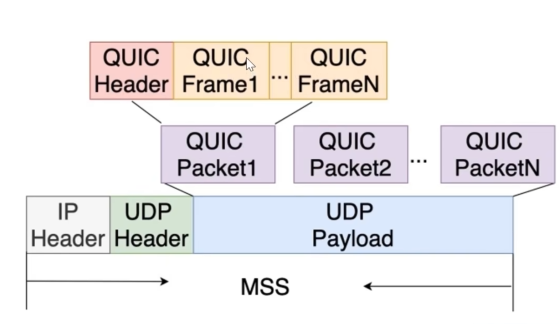 QUIC Header QUIC Frame1 ... QUIC FrameN
QUIC Packet1 QUIC Packet2 ... QUIC PacketN
IP Header UDP Header UDP Payload
MSS